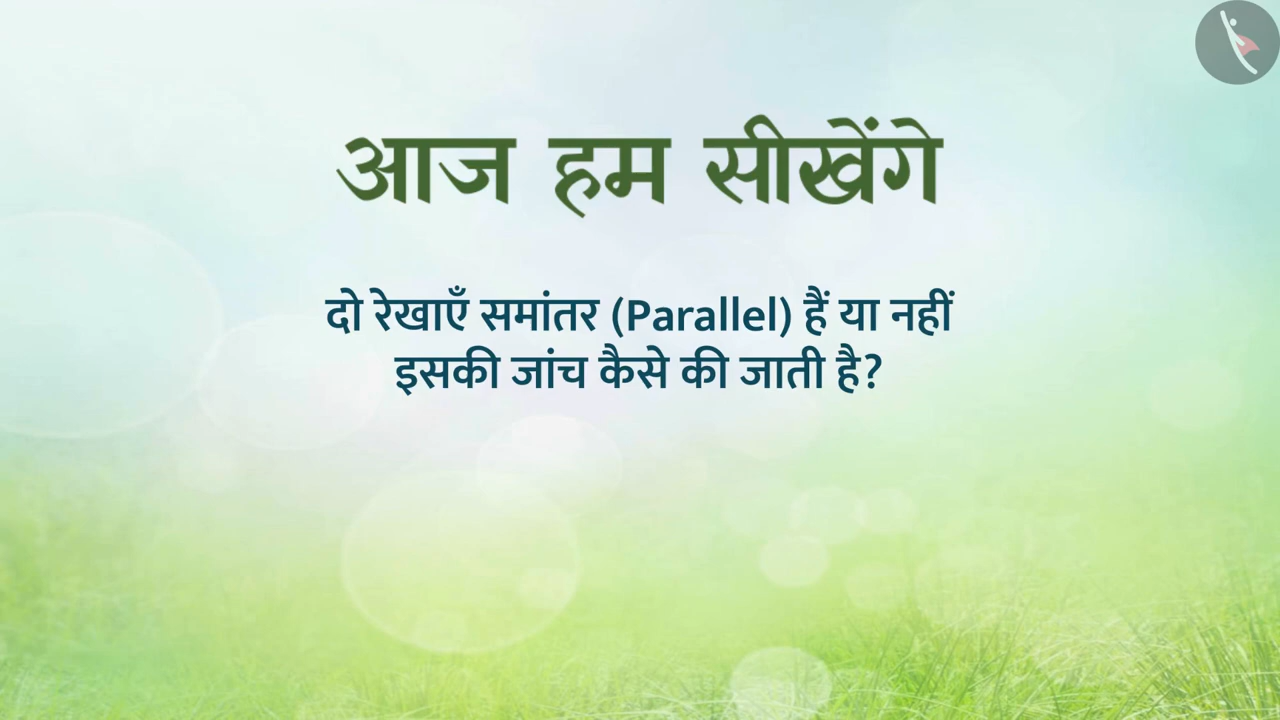 आज हम सीखेंगे
दो रेखाएँ समांतर (Parallel) हैं या नहीं
इसकी जांच कैसे की जाती है?